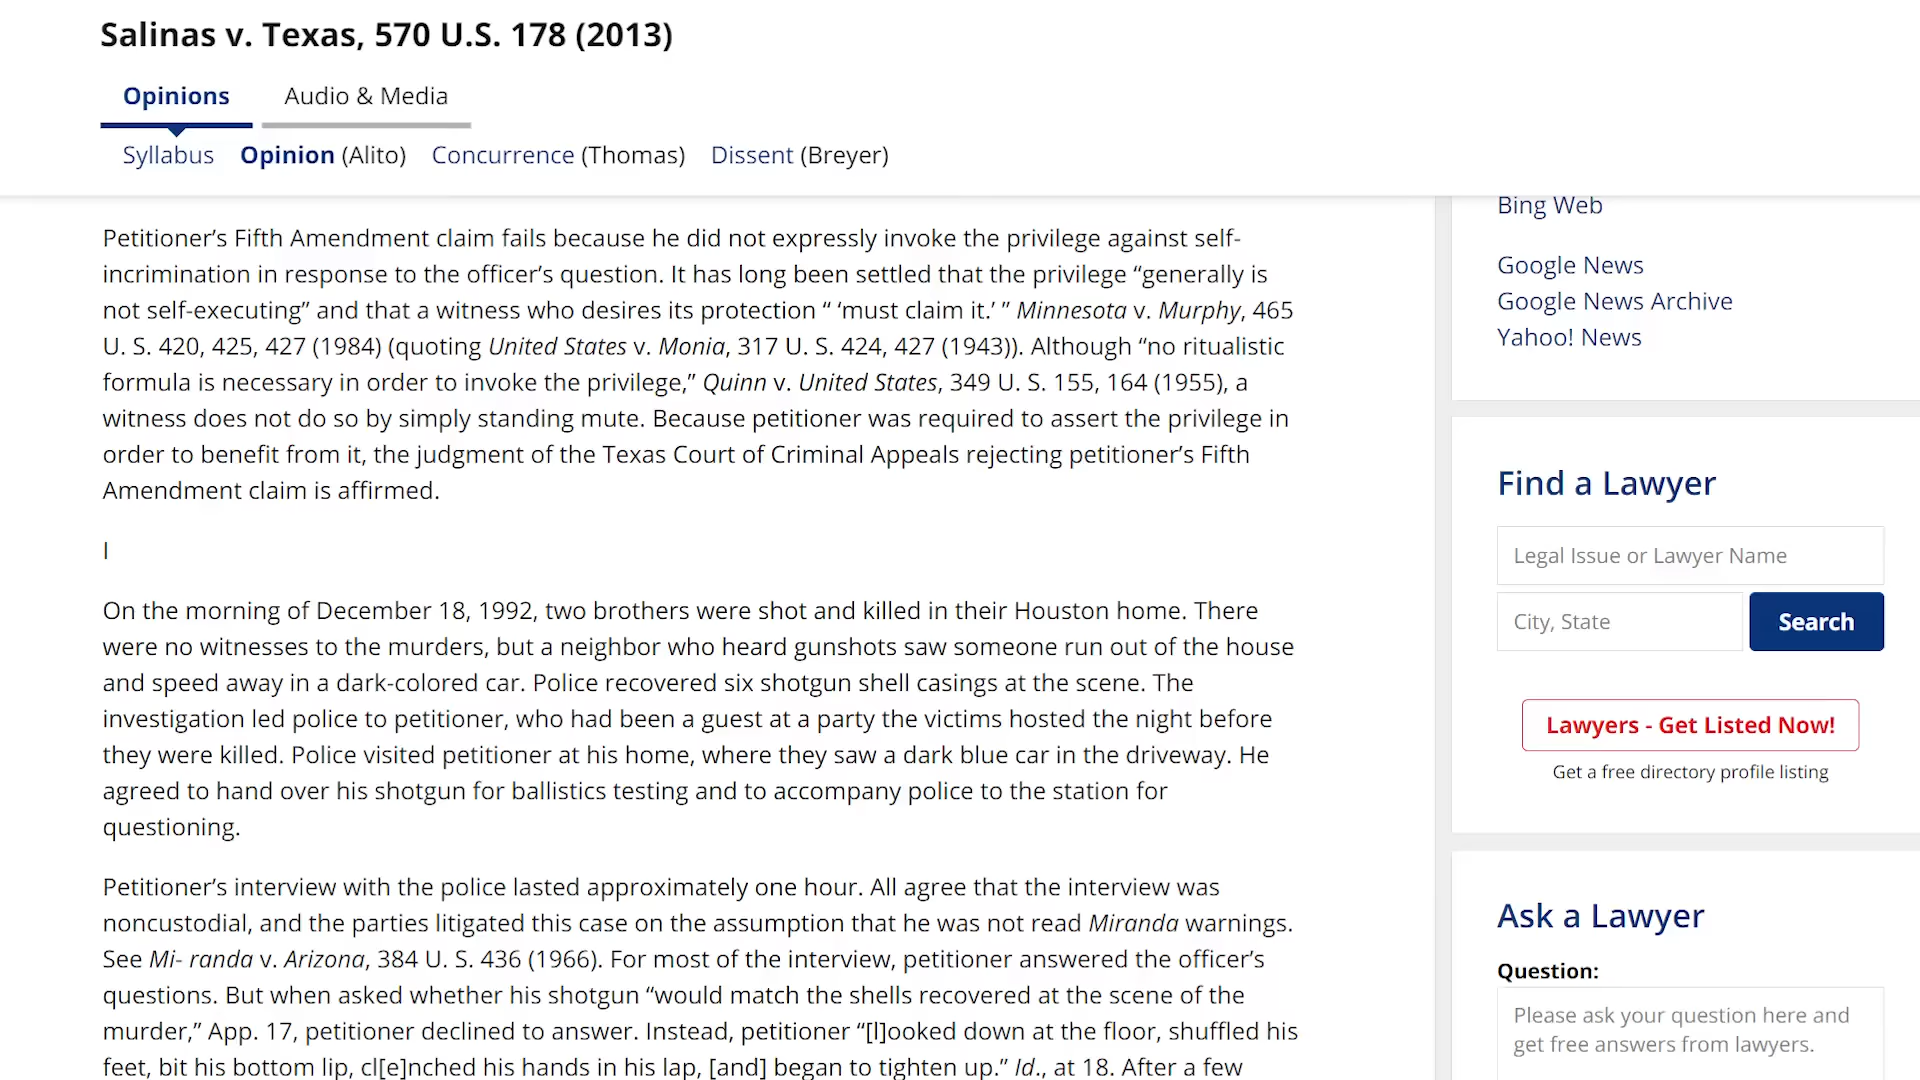 Salinas v. Texas, 570 U.S. 178 (2013)
Opinions
Audio & Media
Syllabus
Opinion (Alito)
Concurrence (Thomas)
Dissent (Breyer)
Petitioner’s Fifth Amendment claim fails because he did not expressly invoke the privilege against self-
incrimination in response to the officer’s question. It has long been settled that the privilege “generally is
not self-executing” and that a witness who desires its protection “ ‘must claim it.’ ” Minnesota v. Murphy, 465
U. S. 420, 425, 427 (1984) (quoting United States v. Monia, 317 U. S. 424, 427 (1943)). Although “no ritualistic
formula is necessary in order to invoke the privilege,” Quinn v. United States, 349 U. S. 155, 164 (1955), a
witness does not do so by simply standing mute. Because petitioner was required to assert the privilege in
order to benefit from it, the judgment of the Texas Court of Criminal Appeals rejecting petitioner’s Fifth
Amendment claim is affirmed.
I
On the morning of December 18, 1992, two brothers were shot and killed in their Houston home. There
were no witnesses to the murders, but a neighbor who heard gunshots saw someone run out of the house
and speed away in a dark-colored car. Police recovered six shotgun shell casings at the scene. The
investigation led police to petitioner, who had been a guest at a party the victims hosted the night before
they were killed. Police visited petitioner at his home, where they saw a dark blue car in the driveway. He
agreed to hand over his shotgun for ballistics testing and to accompany police to the station for
questioning.
Petitioner’s interview with the police lasted approximately one hour. All agree that the interview was
noncustodial, and the parties litigated this case on the assumption that he was not read Miranda warnings.
See Mi- randa v. Arizona, 384 U. S. 436 (1966). For most of the interview, petitioner answered the officer’s
questions. But when asked whether his shotgun “would match the shells recovered at the scene of the
murder,” App. 17, petitioner declined to answer. Instead, petitioner “[l]ooked down at the floor, shuffled his
feet, bit his bottom lip, cl[e]nched his hands in his lap, [and] began to tighten up.” Id., at 18. After a few
Bing Web
Google News
Google News Archive
Yahoo! News
Find a Lawyer
Legal Issue or Lawyer Name
City, State
Search
Lawyers - Get Listed Now!
Get a free directory profile listing
Ask a Lawyer
Question:
Please ask your question here and
get free answers from lawyers.